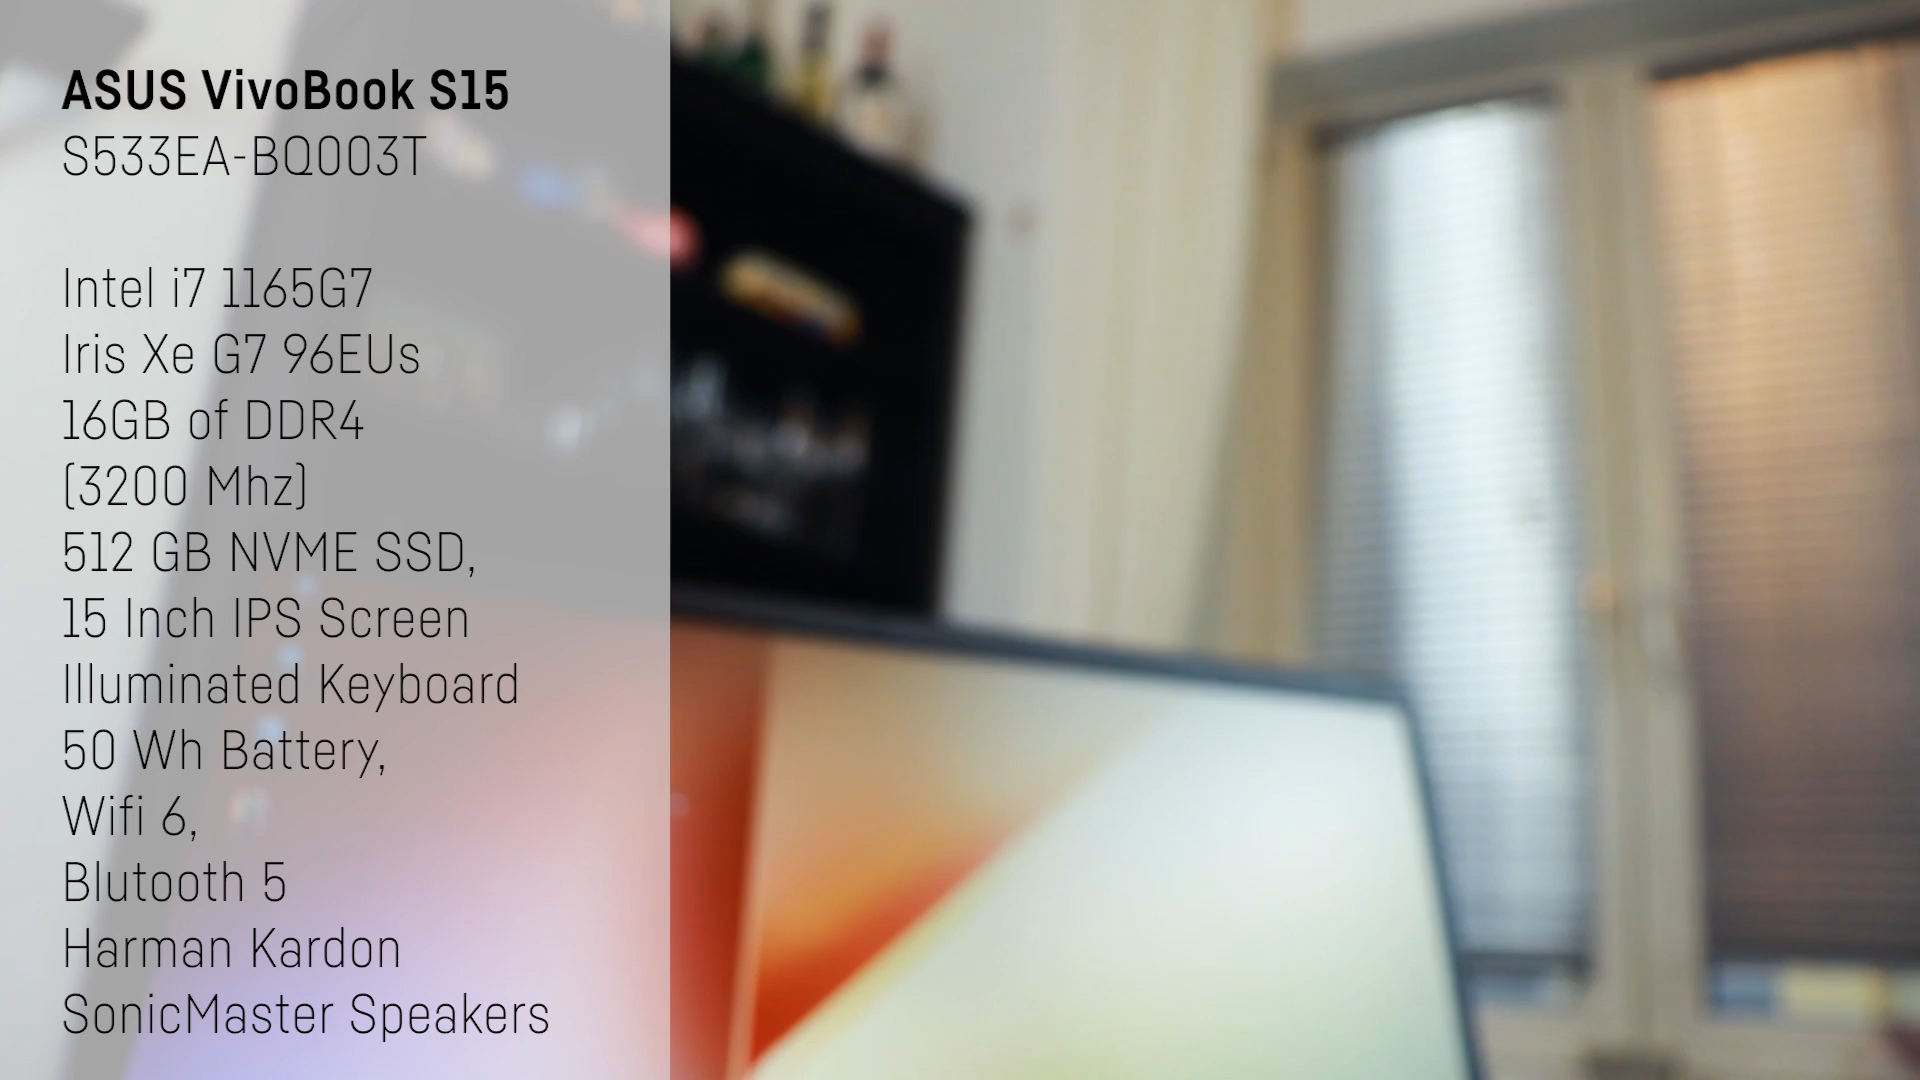 ASUS VivoBook S15
S533EA-BQ003T
Intel i7 1165G7
Iris Xe G7 96EUs
16GB of DDR4
(3200 Mhz)
512 GB NVME SSD,
15 Inch IPS Screen
Illuminated Keyboard
50 Wh Battery,
Wifi 6,
Blutooth 5
Harman Kardon
SonicMaster Speakers